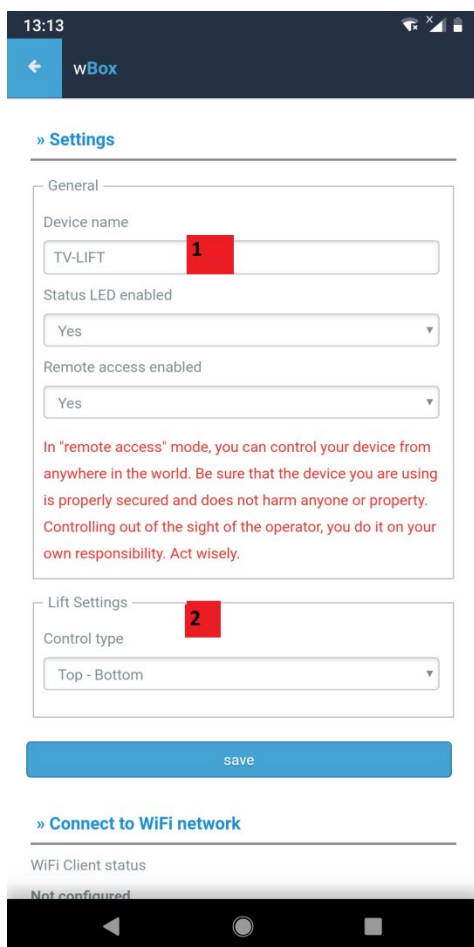 13:13
wBox
» Settings
General
Device name
TV-LIFT
1
Status LED enabled
Yes
Remote access enabled
Yes
In "remote access" mode, you can control your device from
anywhere in the world. Be sure that the device you are using
is properly secured and does not harm anyone or property.
Controlling out of the sight of the operator, you do it on your
own responsibility. Act wisely.
Lift Settings
2
Control type
Top - Bottom
save
» Connect to WiFi network
WiFi Client status
Not configured